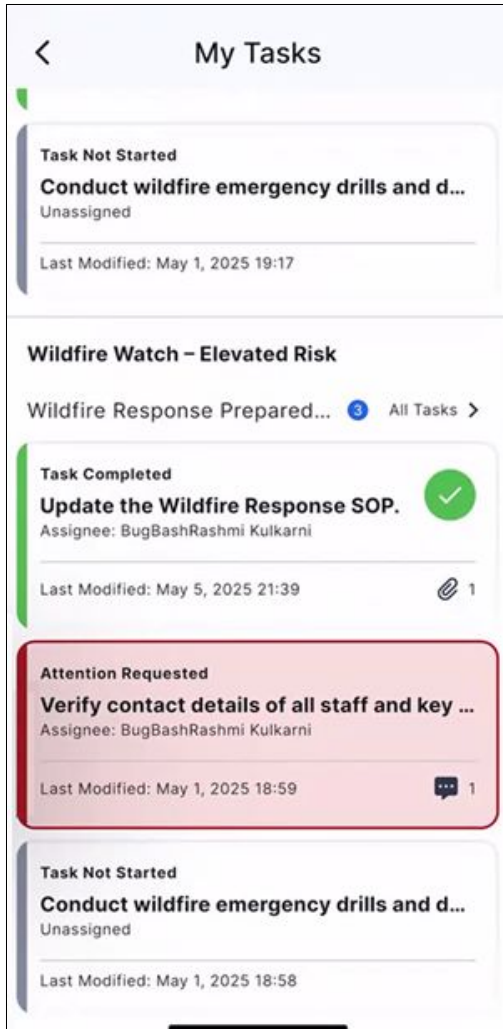 My Tasks
Task Not Started
Conduct wildfire emergency drills and d...
Unassigned
Last Modified: May 1, 2025 19:17
Wildfire Watch – Elevated Risk
Wildfire Response Prepared... 3 All Tasks
Task Completed
Update the Wildfire Response SOP.
Assignee: BugBashRashmi Kulkarni
Last Modified: May 5, 2025 21:39 1
Attention Requested
Verify contact details of all staff and key ...
Assignee: BugBashRashmi Kulkarni
Last Modified: May 1, 2025 18:59 1
Task Not Started
Conduct wildfire emergency drills and d...
Unassigned
Last Modified: May 1, 2025 18:58